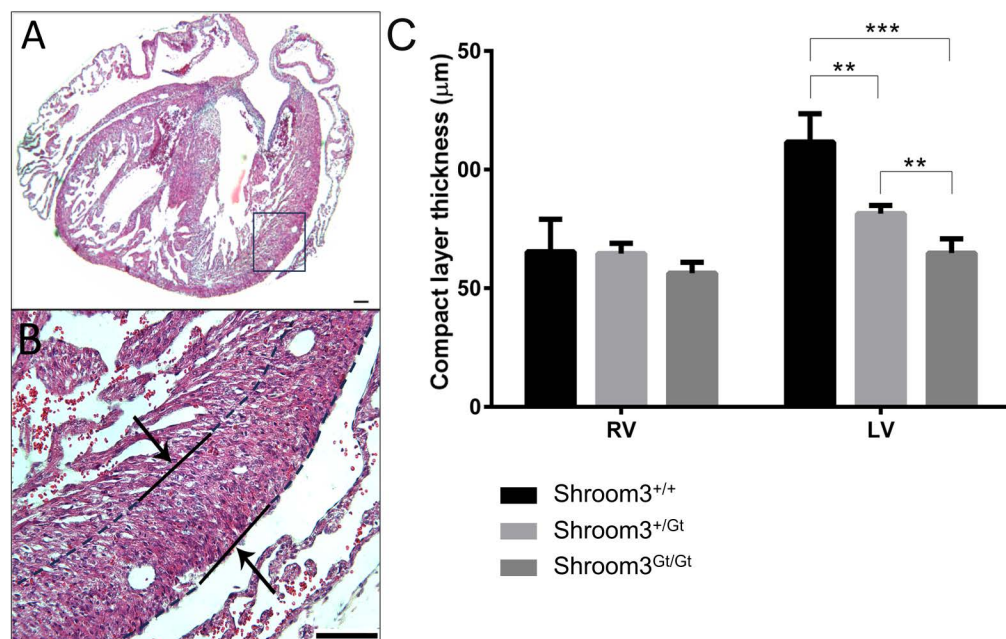 A
B
C
Compact layer thickness (μm)
50
00
50
0
***
**
**
RV
LV
Shroom3+/+
Shroom3+/Gt
Shroom3Gt/Gt